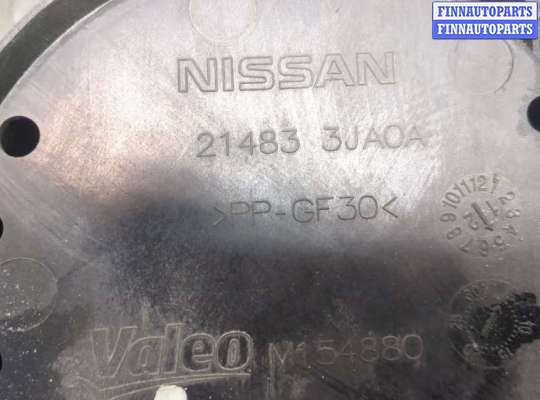 FINNAUTOPARTS
FINNAUTOPARTS
NISSAN
21483 3JA0A
>PP-GF30<
Valeo M154880